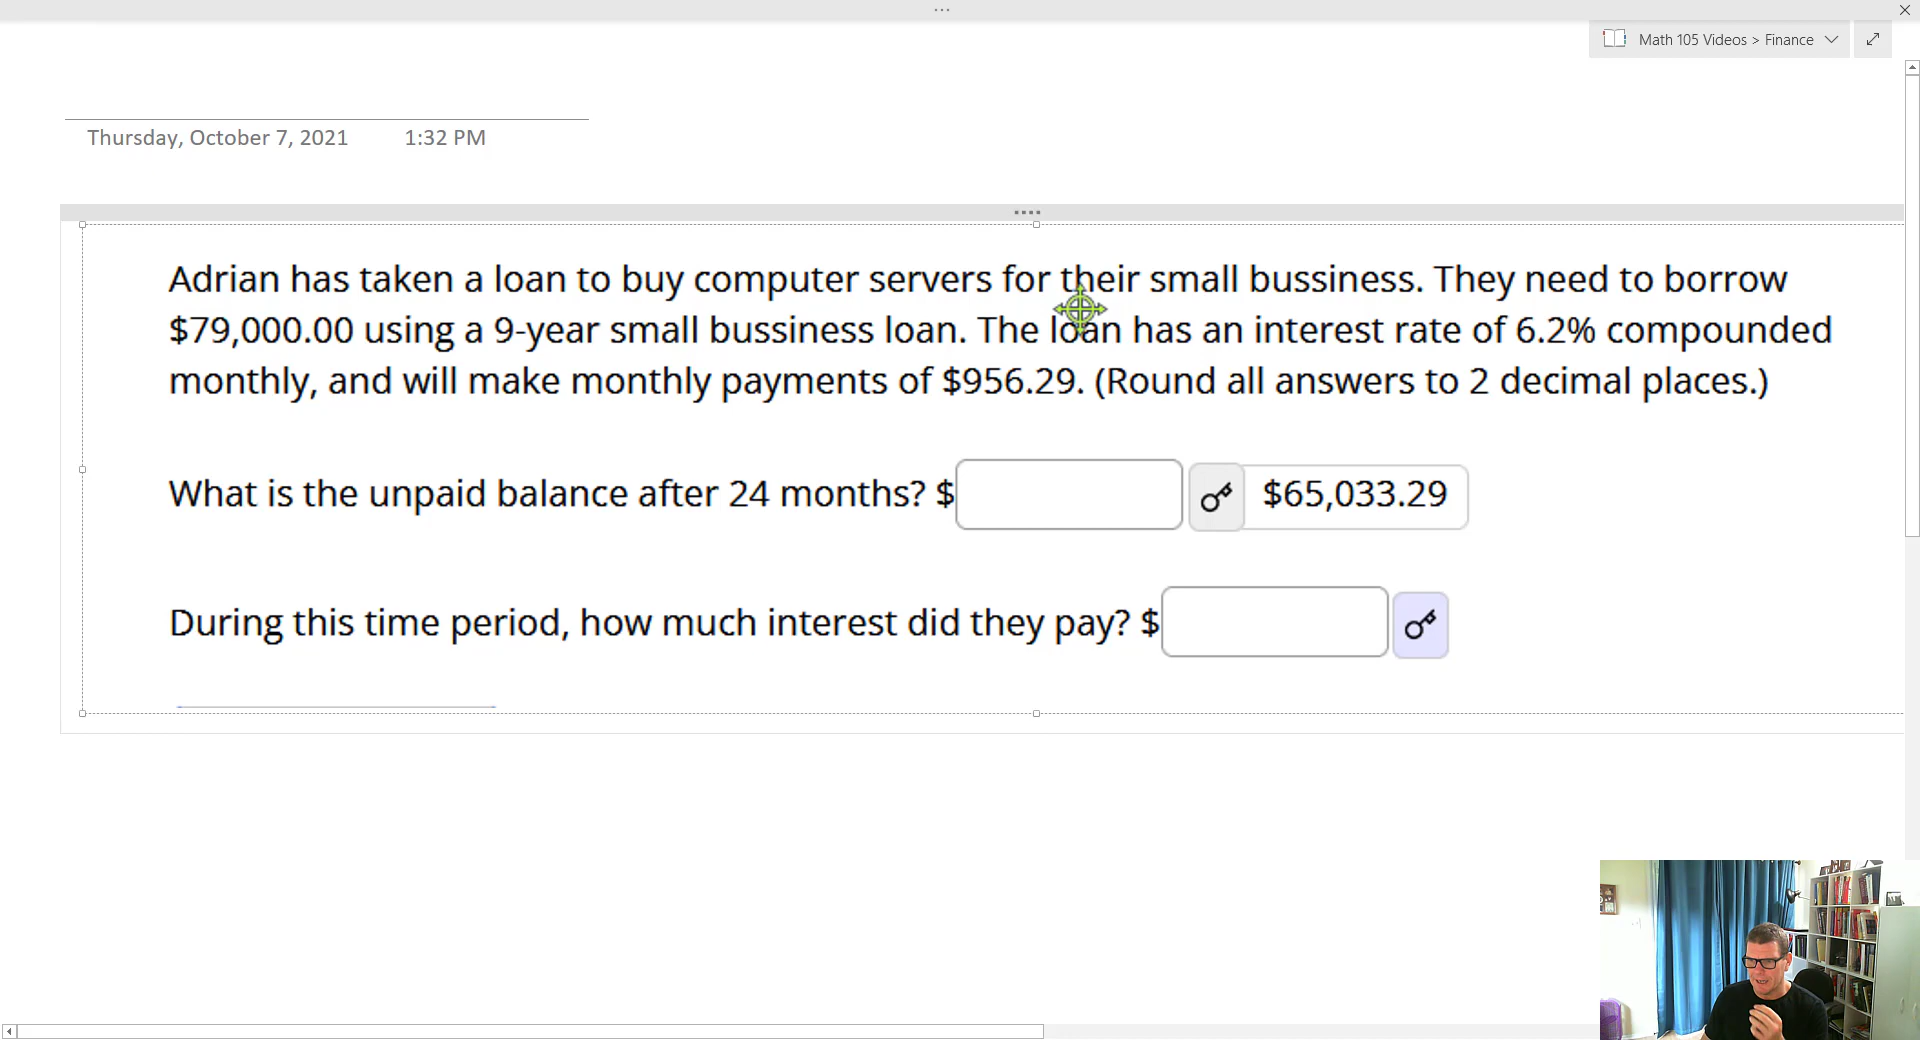 Math 105 Videos > Finance
Thursday, October 7, 2021 1:32 PM
Adrian has taken a loan to buy computer servers for their small bussiness. They need to borrow
$79,000.00 using a 9-year small bussiness loan. The loan has an interest rate of 6.2% compounded
monthly, and will make monthly payments of $956.29. (Round all answers to 2 decimal places.)
What is the unpaid balance after 24 months? $ $65,033.29
During this time period, how much interest did they pay? $